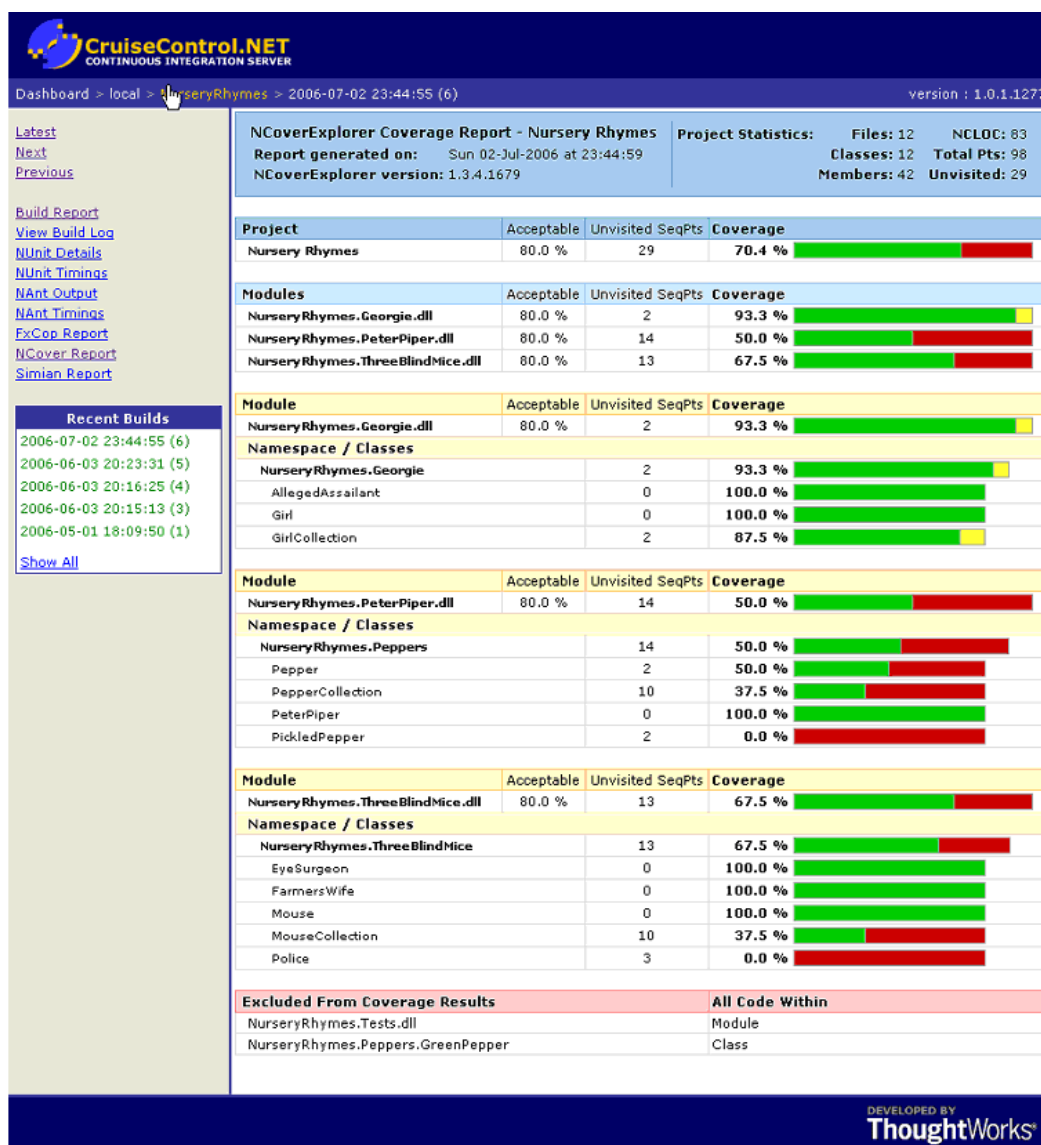 CruiseControl.NET
CONTINUOUS INTEGRATION SERVER
Dashboard > local > NurseryRhymes > 2006-07-02 23:44:55 (6) version : 1.0.1.1277
Latest
Next
Previous
Build Report
View Build Log
NUnit Details
NUnit Timings
NAnt Output
NAnt Timings
FxCop Report
NCover Report
Simian Report
Recent Builds
2006-07-02 23:44:55 (6)
2006-06-03 20:23:31 (5)
2006-06-03 20:16:25 (4)
2006-06-03 20:15:13 (3)
2006-05-01 18:09:50 (1)
Show All
NCoverExplorer Coverage Report - Nursery Rhymes Project Statistics: Files: 12 NCLOC: 83
Report generated on: Sun 02-Jul-2006 at 23:44:59 Classes: 12 Total Pts: 98
NCoverExplorer version: 1.3.4.1679 Members: 42 Unvisited: 29
Project Acceptable Unvisited SeqPts Coverage
Nursery Rhymes 80.0 % 29 70.4 %
Modules Acceptable Unvisited SeqPts Coverage
NurseryRhymes.Georgie.dll 80.0 % 2 93.3 %
NurseryRhymes.PeterPiper.dll 80.0 % 14 50.0 %
NurseryRhymes.ThreeBlindMice.dll 80.0 % 13 67.5 %
Module Acceptable Unvisited SeqPts Coverage
NurseryRhymes.Georgie.dll 80.0 % 2 93.3 %
Namespace / Classes
NurseryRhymes.Georgie 2 93.3 %
AllegedAssailant 0 100.0 %
Girl 0 100.0 %
GirlCollection 2 87.5 %
Module Acceptable Unvisited SeqPts Coverage
NurseryRhymes.PeterPiper.dll 80.0 % 14 50.0 %
Namespace / Classes
NurseryRhymes.Peppers 14 50.0 %
Pepper 2 50.0 %
PepperCollection 10 37.5 %
PeterPiper 0 100.0 %
PickledPepper 2 0.0 %
Module Acceptable Unvisited SeqPts Coverage
NurseryRhymes.ThreeBlindMice.dll 80.0 % 13 67.5 %
Namespace / Classes
NurseryRhymes.ThreeBlindMice 13 67.5 %
EyeSurgeon 0 100.0 %
FarmersWife 0 100.0 %
Mouse 0 100.0 %
MouseCollection 10 37.5 %
Police 3 0.0 %
Excluded From Coverage Results All Code Within
NurseryRhymes.Tests.dll Module
NurseryRhymes.Peppers.GreenPepper Class
DEVELOPED BY
ThoughtWorks